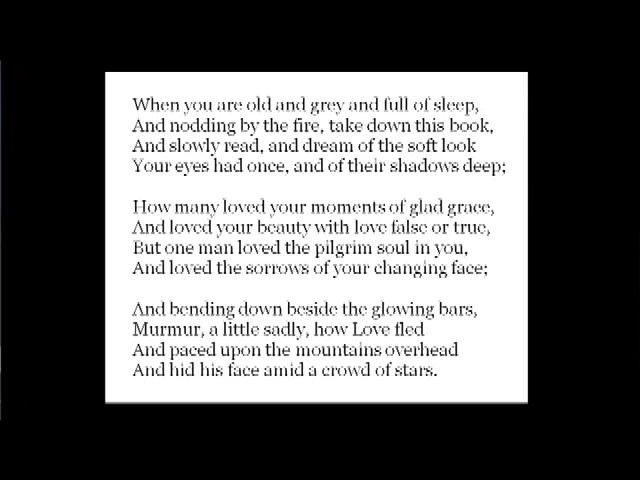 When you are old and grey and full of sleep,
And nodding by the fire, take down this book,
And slowly read, and dream of the soft look
Your eyes had once, and of their shadows deep;
How many loved your moments of glad grace,
And loved your beauty with love false or true,
But one man loved the pilgrim soul in you,
And loved the sorrows of your changing face;
And bending down beside the glowing bars,
Murmur, a little sadly, how Love fled
And paced upon the mountains overhead
And hid his face amid a crowd of stars.